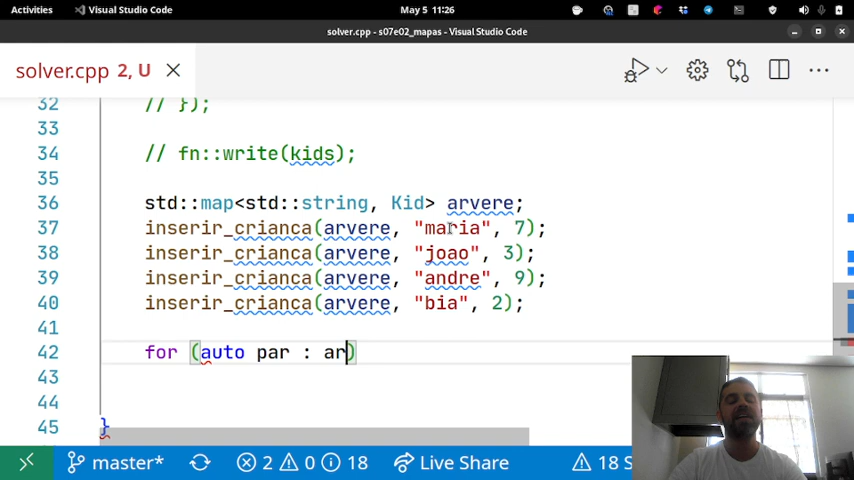 Activities Visual Studio Code May 5 11:26
solver.cpp - s07e02_mapas - Visual Studio Code
solver.cpp 2, U
32 // });
33
34 // fn::write(kids);
35
36 std::map<std::string, Kid> arvere;
37 inserir_crianca(arvere, "maria", 7);
38 inserir_crianca(arvere, "joao", 3);
39 inserir_crianca(arvere, "andre", 9);
40 inserir_crianca(arvere, "bia", 2);
41
42 for (auto par : ar)
43
44
45 }
master* 2 0 18 Live Share 18 S